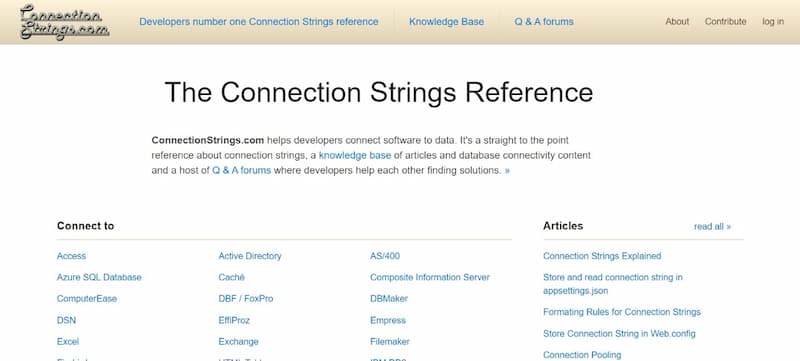 Connection
Strings.com
Developers number one Connection Strings reference
Knowledge Base
Q & A forums
About
Contribute
log in
The Connection Strings Reference
ConnectionStrings.com helps developers connect software to data. It's a straight to the point
reference about connection strings, a knowledge base of articles and database connectivity content
and a host of Q & A forums where developers help each other finding solutions. »
Connect to
Access
Active Directory
AS/400
Azure SQL Database
Caché
Composite Information Server
ComputerEase
DBF / FoxPro
DBMaker
DSN
EffiProz
Empress
Excel
Exchange
Filemaker
Articles
read all »
Connection Strings Explained
Store and read connection string in
appsettings.json
Formating Rules for Connection Strings
Store Connection String in Web.config
Connection Pooling